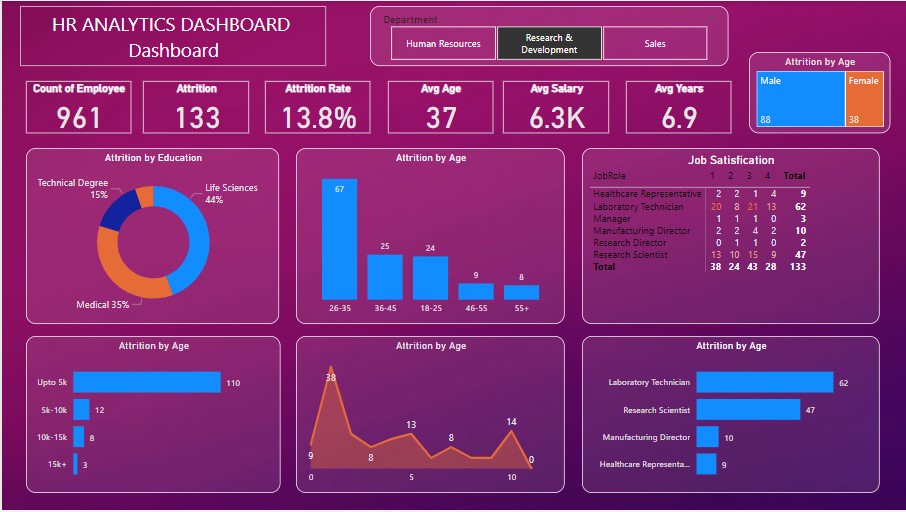 HR ANALYTICS DASHBOARD
Dashboard
Department
Human Resources
Research &
Development
Sales
Count of Employee
961
Attrition
133
Attrition Rate
13.8%
Avg Age
37
Avg Salary
6.3K
Avg Years
6.9
Attrition by Age
Male Female
88 38
Attrition by Education
Technical Degree
15%
Life Sciences
44%
Medical 35%
Attrition by Age
67
25
24
9
8
26-35 36-45 18-25 46-55 55+
Job Satisfication
JobRole 1 2 3 4 Total
Healthcare Representative 2 2 1 4 9
Laboratory Technician 20 8 21 13 62
Manager 1 1 1 0 3
Manufacturing Director 2 2 4 2 10
Research Director 0 1 1 0 2
Research Scientist 13 10 15 9 47
Total 38 24 43 28 133
Attrition by Age
Upto 5k 110
5k-10k 12
10k-15k 8
15k+ 3
Attrition by Age
38
9
8
13
8
14
0
0 5 10
Attrition by Age
Laboratory Technician 62
Research Scientist 47
Manufacturing Director 10
Healthcare Representa... 9